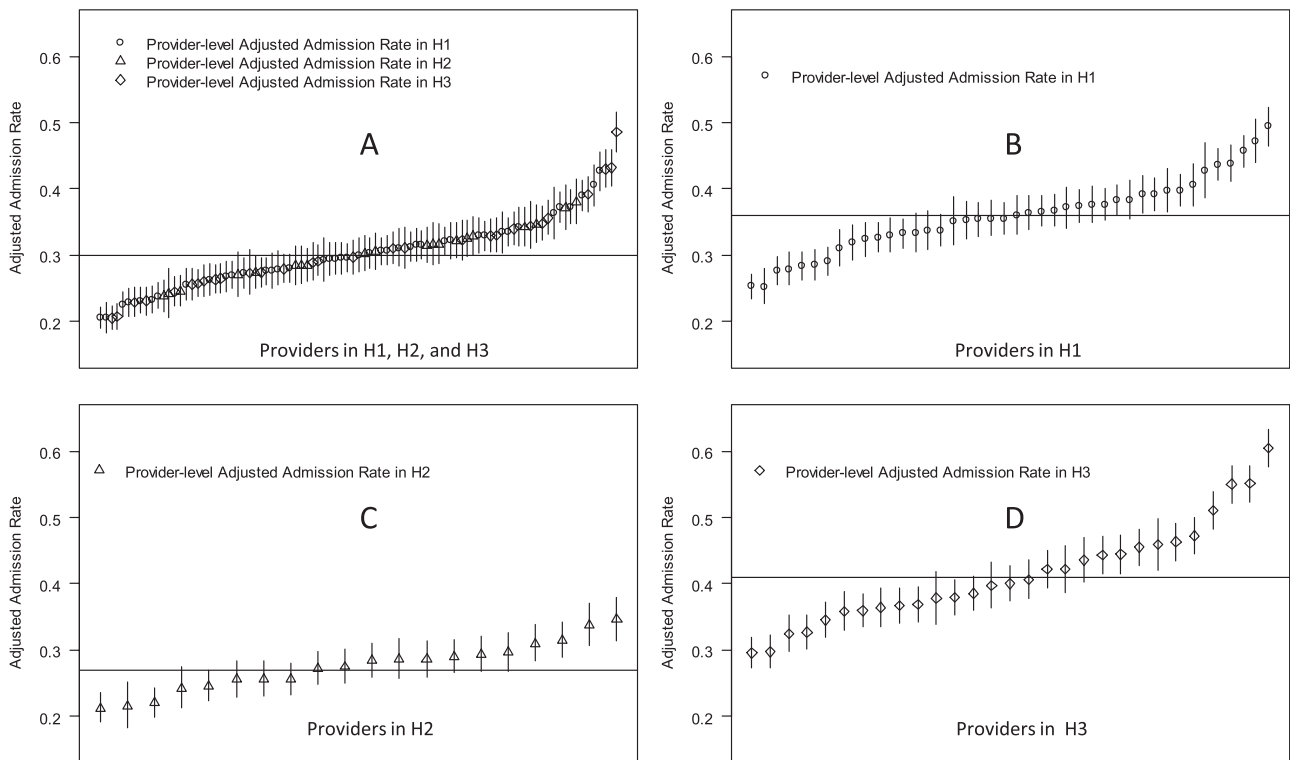 Adjusted Admission Rate
0.6
0.5
0.4
0.3
0.2
Provider-level Adjusted Admission Rate in H1
Provider-level Adjusted Admission Rate in H2
Provider-level Adjusted Admission Rate in H3
A
Providers in H1, H2, and H3
Adjusted Admission Rate
0.6
0.5
0.4
0.3
0.2
Provider-level Adjusted Admission Rate in H1
B
Providers in H1
Adjusted Admission Rate
0.6
0.5
0.4
0.3
0.2
Provider-level Adjusted Admission Rate in H2
C
Providers in H2
Adjusted Admission Rate
0.6
0.5
0.4
0.3
0.2
Provider-level Adjusted Admission Rate in H3
D
Providers in H3